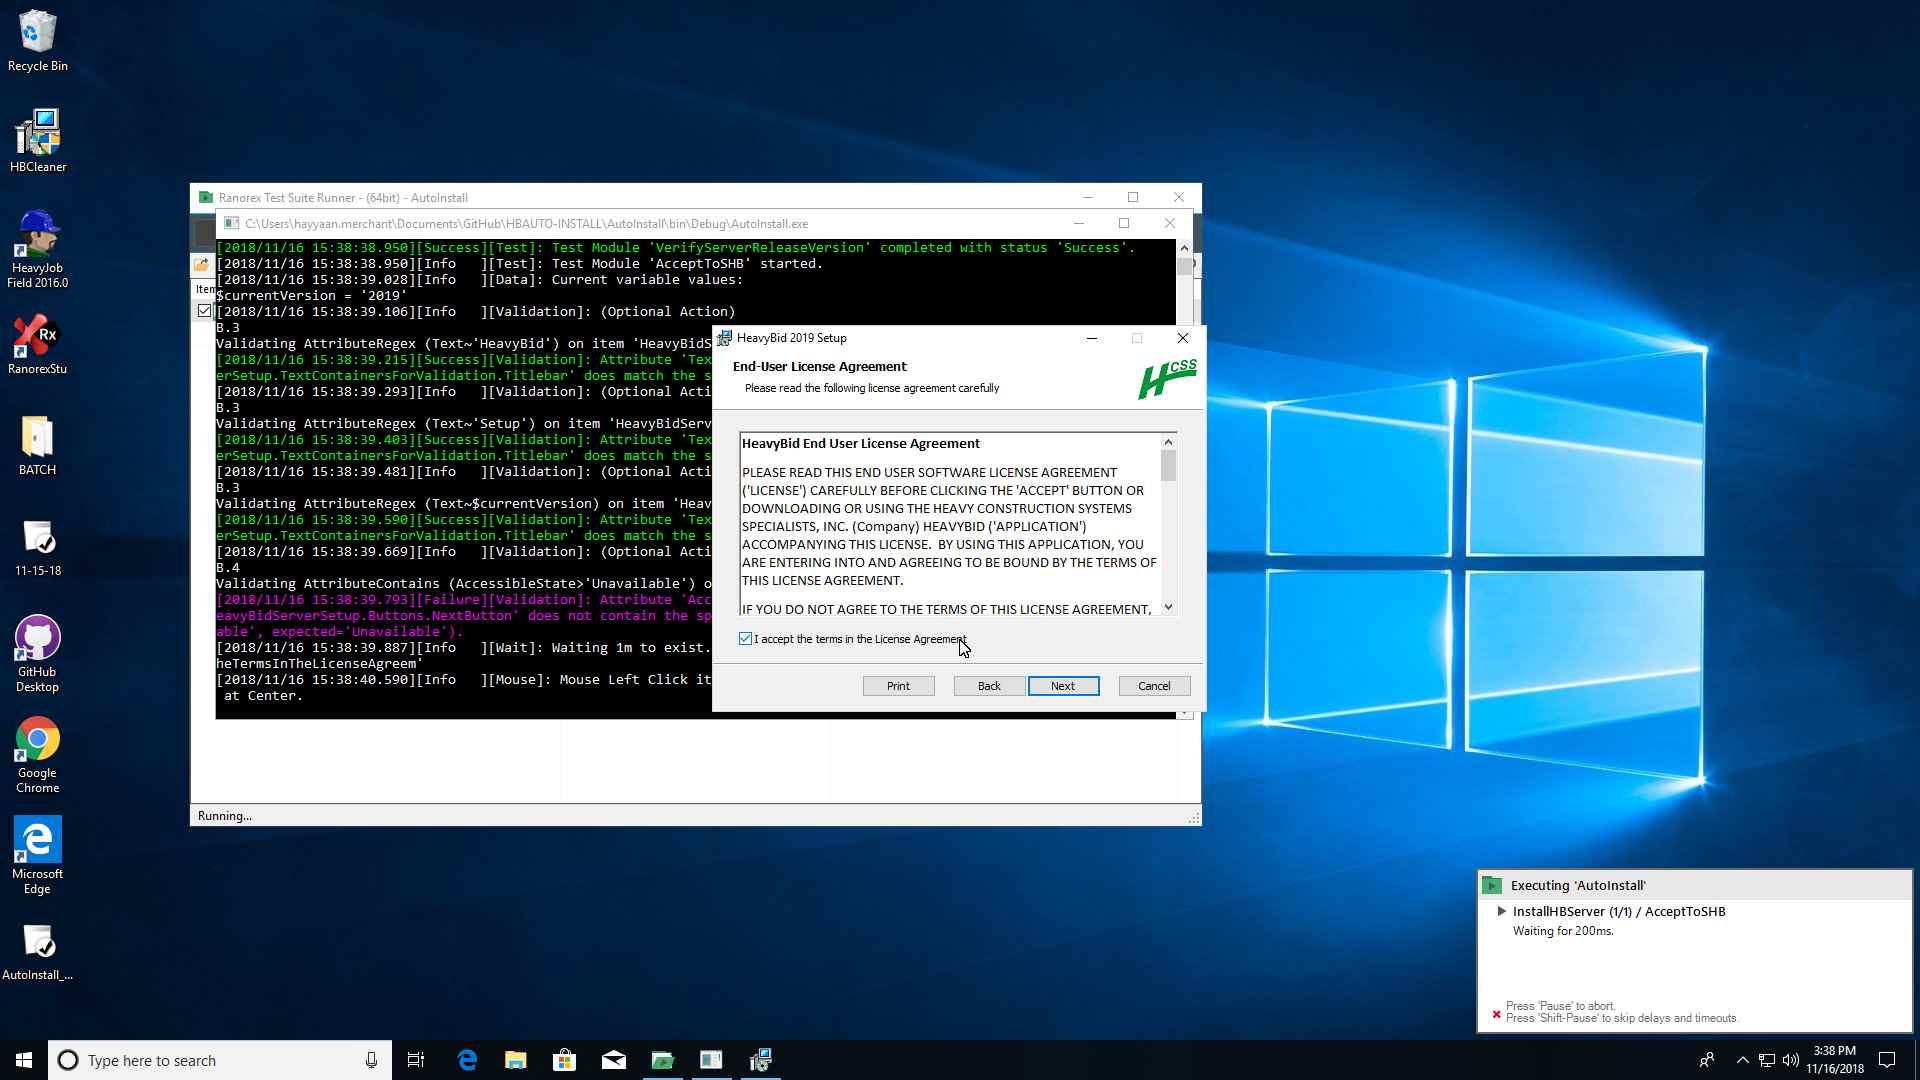 Recycle Bin
HBCleaner
HeavyJob
Field 2016.0
RanorexStu
BATCH
11-15-18
GitHub
Desktop
Google
Chrome
Microsoft
Edge
AutoInstall_...
Ranorex Test Suite Runner - (64bit) - AutoInstall
C:\Users\hayyaan.merchant\Documents\GitHub\HBAUTO-INSTALL\AutoInstall\bin\Debug\AutoInstall.exe
Item
[2018/11/16 15:38:38.950][Success][Test]: Test Module 'VerifyServerReleaseVersion' completed with status 'Success'.
[2018/11/16 15:38:38.950][Info   ][Test]: Test Module 'AcceptToSHB' started.
[2018/11/16 15:38:39.028][Info   ][Data]: Current variable values:
$currentVersion = '2019'
[2018/11/16 15:38:39.106][Info   ][Validation]: (Optional Action)
B.3
Validating AttributeRegex (Text~'HeavyBid') on item 'HeavyBidS
[2018/11/16 15:38:39.215][Success][Validation]: Attribute 'Tex
erSetup.TextContainersForValidation.Titlebar' does match the s
[2018/11/16 15:38:39.293][Info   ][Validation]: (Optional Acti
B.3
Validating AttributeRegex (Text~'Setup') on item 'HeavyBidServ
[2018/11/16 15:38:39.403][Success][Validation]: Attribute 'Tex
erSetup.TextContainersForValidation.Titlebar' does match the s
[2018/11/16 15:38:39.481][Info   ][Validation]: (Optional Acti
B.3
Validating AttributeRegex (Text~$currentVersion) on item 'Heav
[2018/11/16 15:38:39.590][Success][Validation]: Attribute 'Tex
erSetup.TextContainersForValidation.Titlebar' does match the s
[2018/11/16 15:38:39.669][Info   ][Validation]: (Optional Acti
B.4
Validating AttributeContains (AccessibleState>'Unavailable') o
[2018/11/16 15:38:39.793][Failure][Validation]: Attribute 'Acc
eavyBidServerSetup.Buttons.NextButton' does not contain the sp
able', expected='Unavailable').
[2018/11/16 15:38:39.887][Info   ][Wait]: Waiting 1m to exist.
heTermsInTheLicenseAgreem'
[2018/11/16 15:38:40.590][Info   ][Mouse]: Mouse Left Click it
at Center.
Running...
HeavyBid 2019 Setup
End-User License Agreement
Please read the following license agreement carefully
HCSS
HeavyBid End User License Agreement
PLEASE READ THIS END USER SOFTWARE LICENSE AGREEMENT
('LICENSE') CAREFULLY BEFORE CLICKING THE 'ACCEPT' BUTTON OR
DOWNLOADING OR USING THE HEAVY CONSTRUCTION SYSTEMS
SPECIALISTS, INC. (Company) HEAVYBID ('APPLICATION')
ACCOMPANYING THIS LICENSE.  BY USING THIS APPLICATION, YOU
ARE ENTERING INTO AND AGREEING TO BE BOUND BY THE TERMS OF
THIS LICENSE AGREEMENT.
IF YOU DO NOT AGREE TO THE TERMS OF THIS LICENSE AGREEMENT,
I accept the terms in the License Agreement
Print
Back
Next
Cancel
Executing 'AutoInstall'
InstallHBServer (1/1) / AcceptToSHB
Waiting for 200ms.
Press 'Pause' to abort.
Press 'Shift-Pause' to skip delays and timeouts.
Type here to search
3:38 PM
11/16/2018